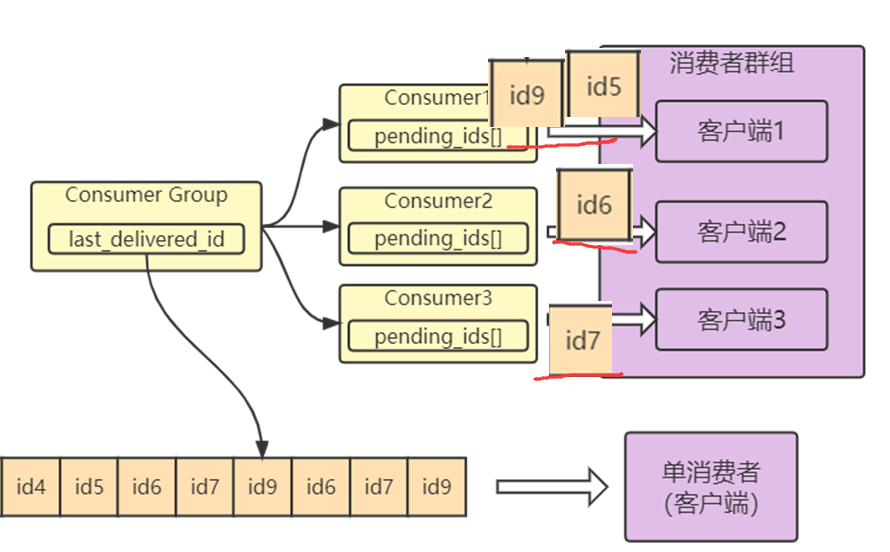 消费者群组
id9
id5
Consumer1
pending_ids[]
客户端1
Consumer Group
last_delivered_id
Consumer2
pending_ids[]
id6
客户端2
Consumer3
pending_ids[]
id7
客户端3
id4 id5 id6 id7 id9 id6 id7 id9
单消费者
(客户端)